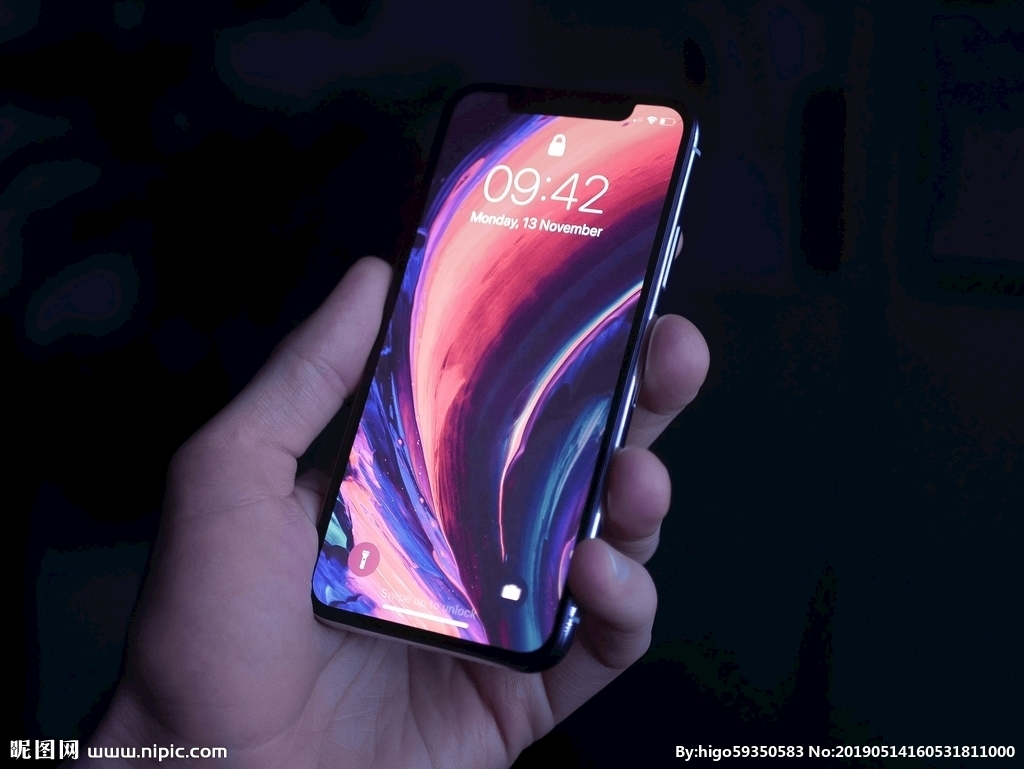 09:42
Monday, 13 November
Swipe up to unlock
昵图网 www.nipic.com
By:higo59350583 No:20190514160531811000